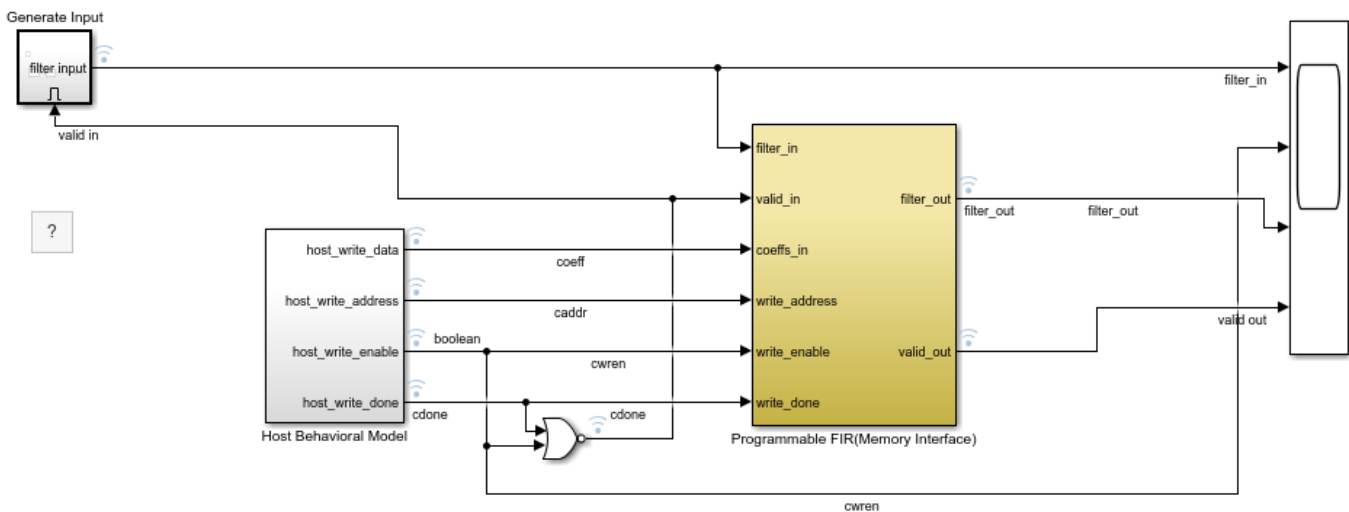 Generate Input
filter input
filter_in
valid in
filter_in
valid_in
filter_out
filter_out
filter_out
?
host_write_data
coeff
coeffs_in
host_write_address
caddr
write_address
valid out
host_write_enable
boolean
cwren
write_enable
valid_out
host_write_done
cdone
cdone
write_done
Host Behavioral Model
Programmable FIR(Memory Interface)
cwren